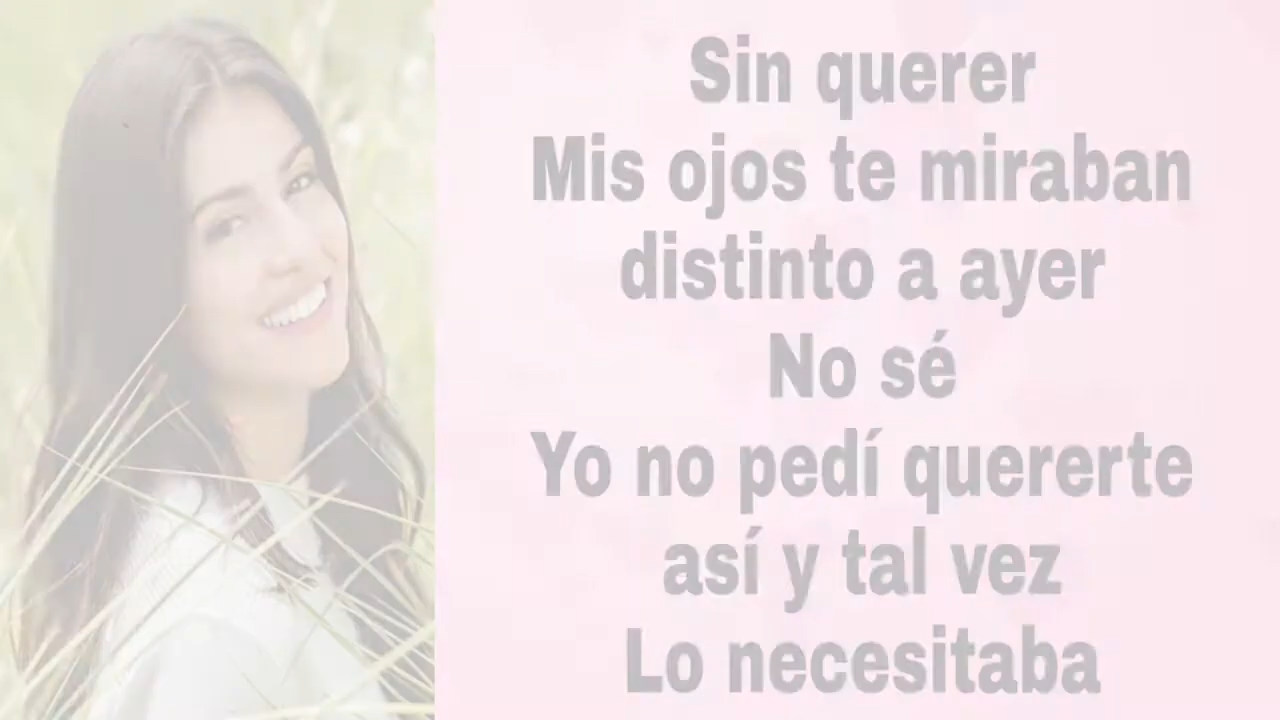 Sin querer
Mis ojos te miraban
distinto a ayer
No sé
Yo no pedí quererte
así y tal vez
Lo necesitaba